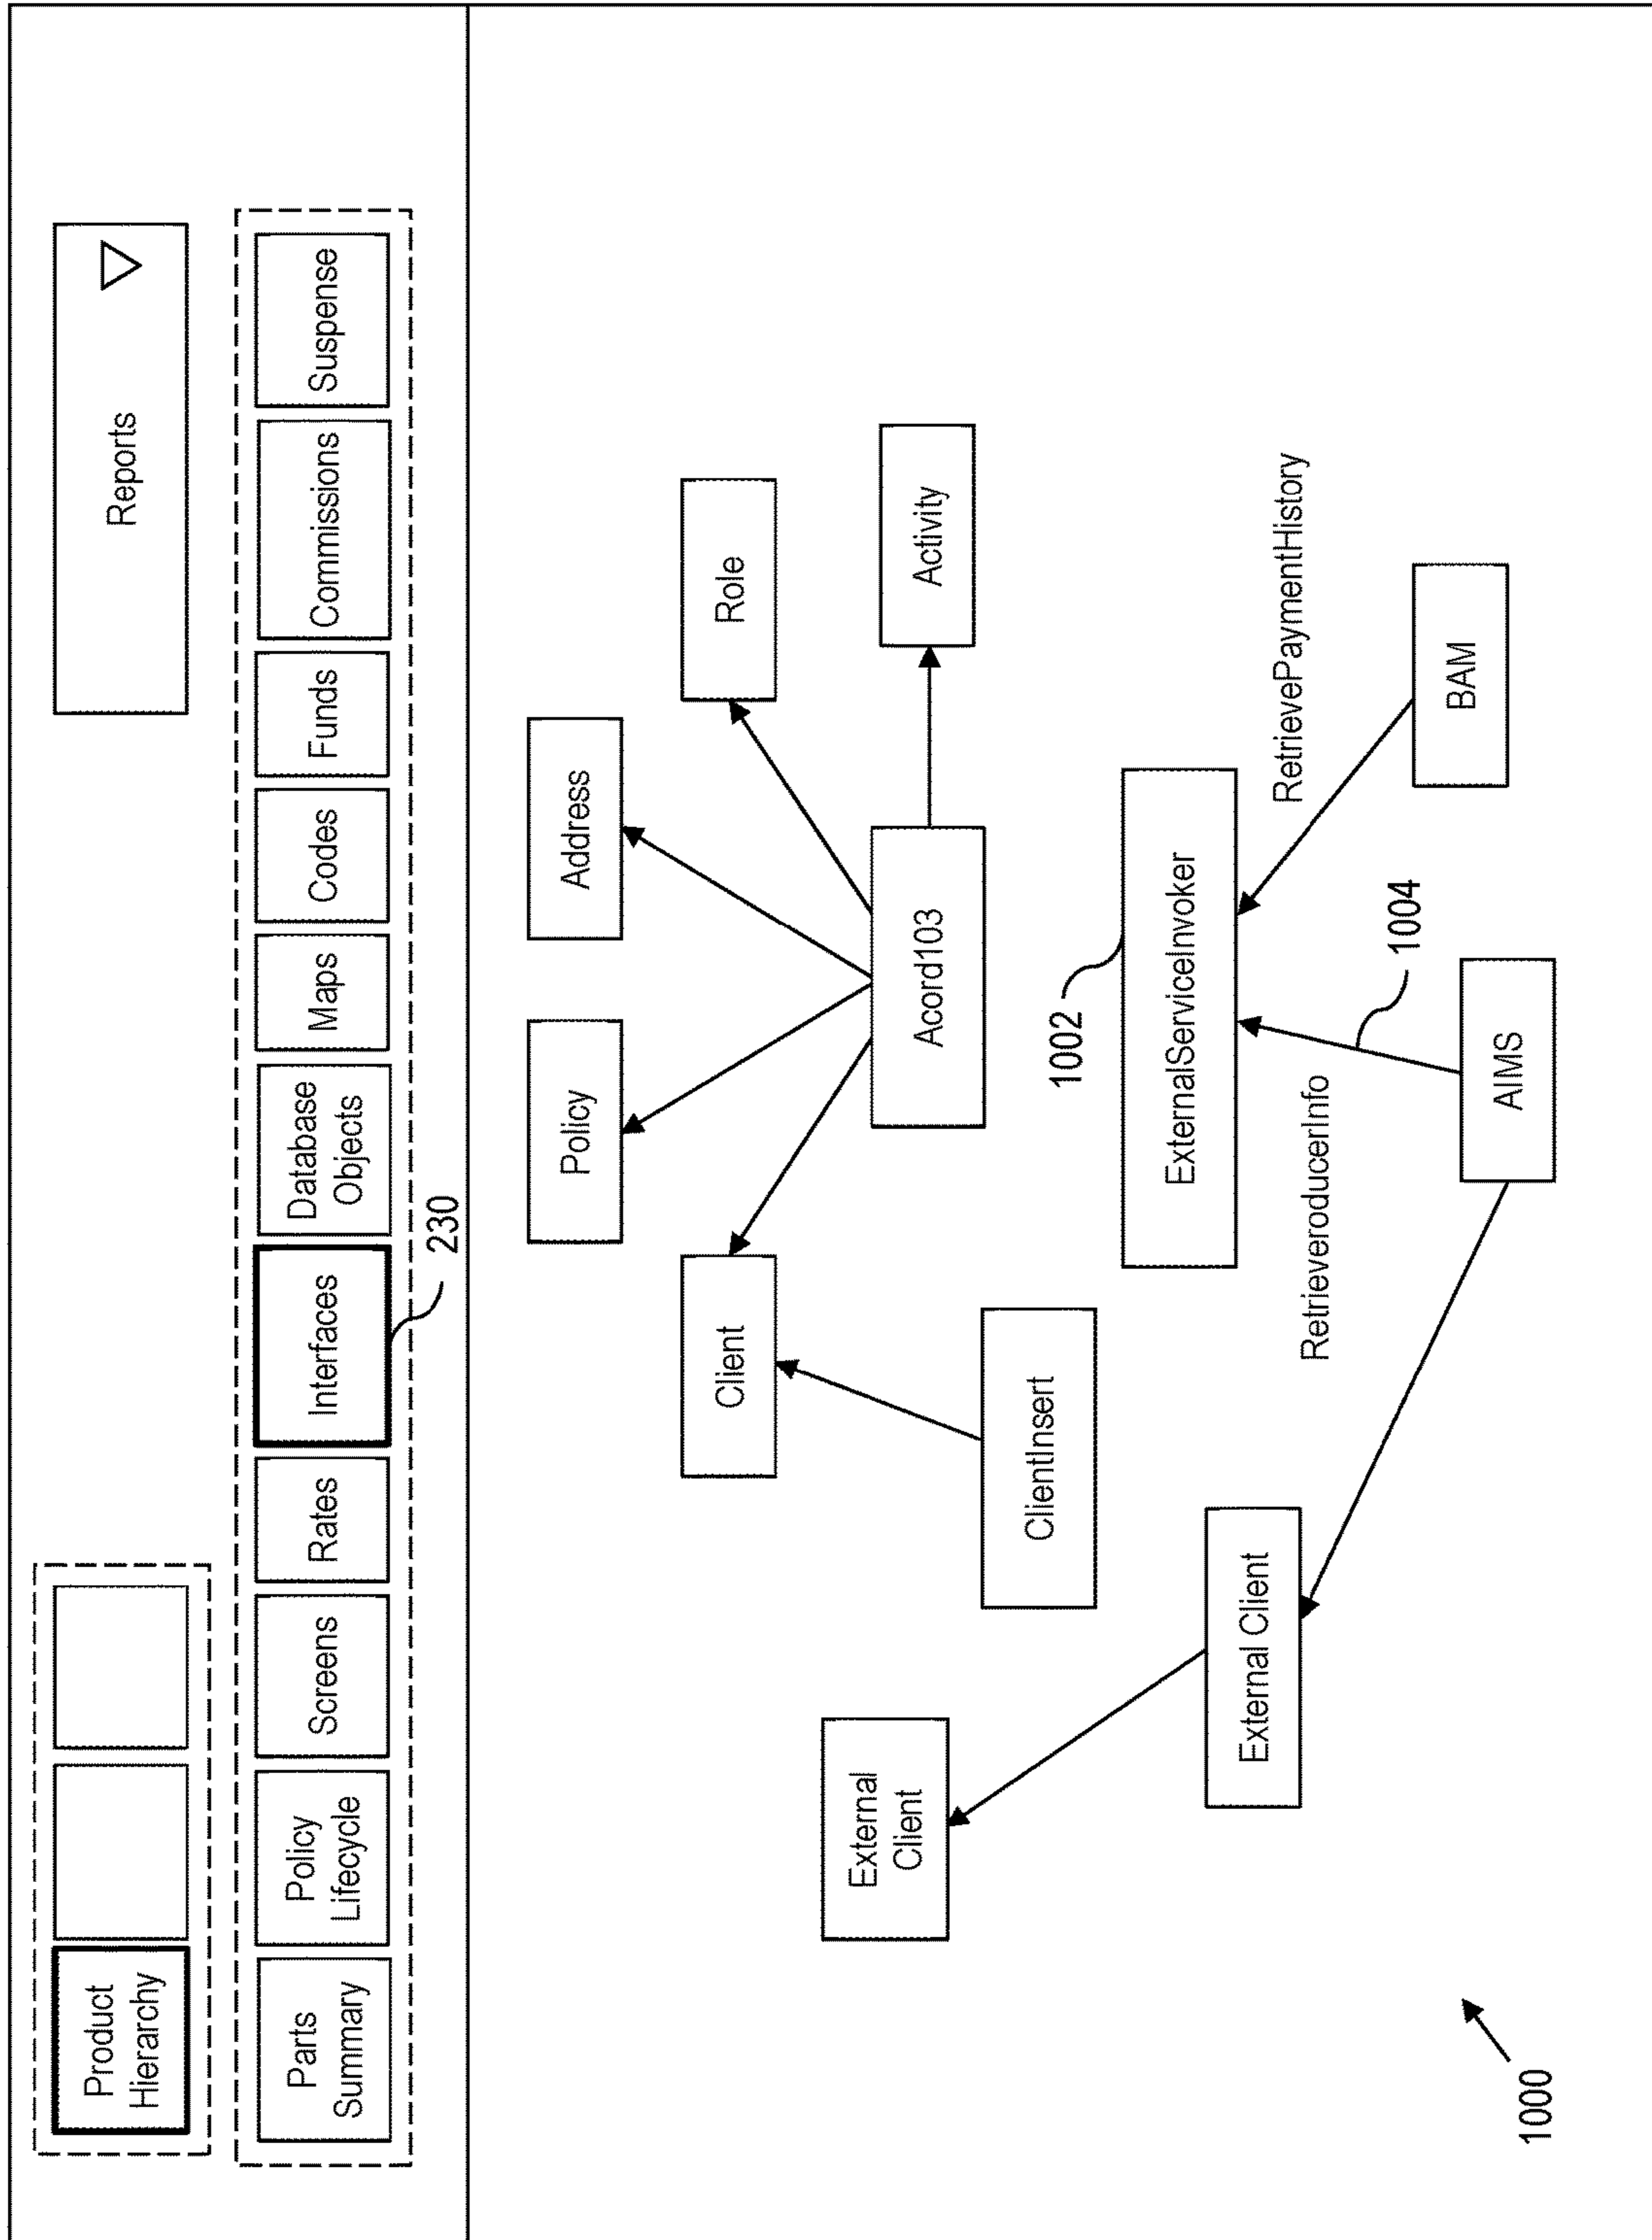 Product
Hierarchy
Reports
Parts
Summary
Policy
Lifecycle
Screens
Rates
Interfaces
Database
Objects
Maps
Codes
Funds
Commissions
Suspense
230
Policy
Address
Client
Role
External
Client
Acord103
Activity
ClientInsert
1002
ExternalServiceInvoker
External Client
RetrieveroducerInfo
RetrievePaymentHistory
1004
BAM
AIMS
1000